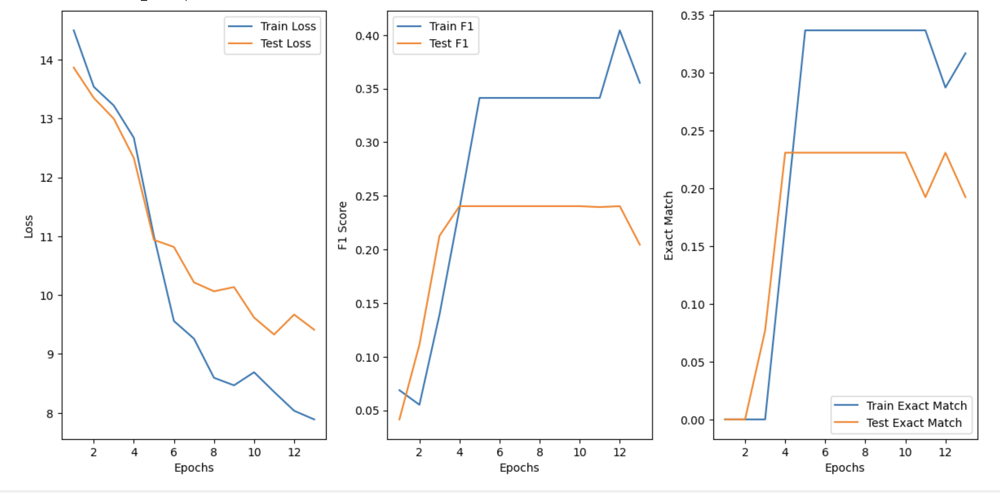 Train Loss
Test Loss
14
13
12
11
10
9
8
Loss
2 4 6 8 10 12
Epochs
Train F1
Test F1
0.40
0.35
0.30
0.25
0.20
0.15
0.10
0.05
F1 Score
2 4 6 8 10 12
Epochs
0.35
0.30
0.25
0.20
0.15
0.10
0.05
0.00
Exact Match
Train Exact Match
Test Exact Match
2 4 6 8 10 12
Epochs